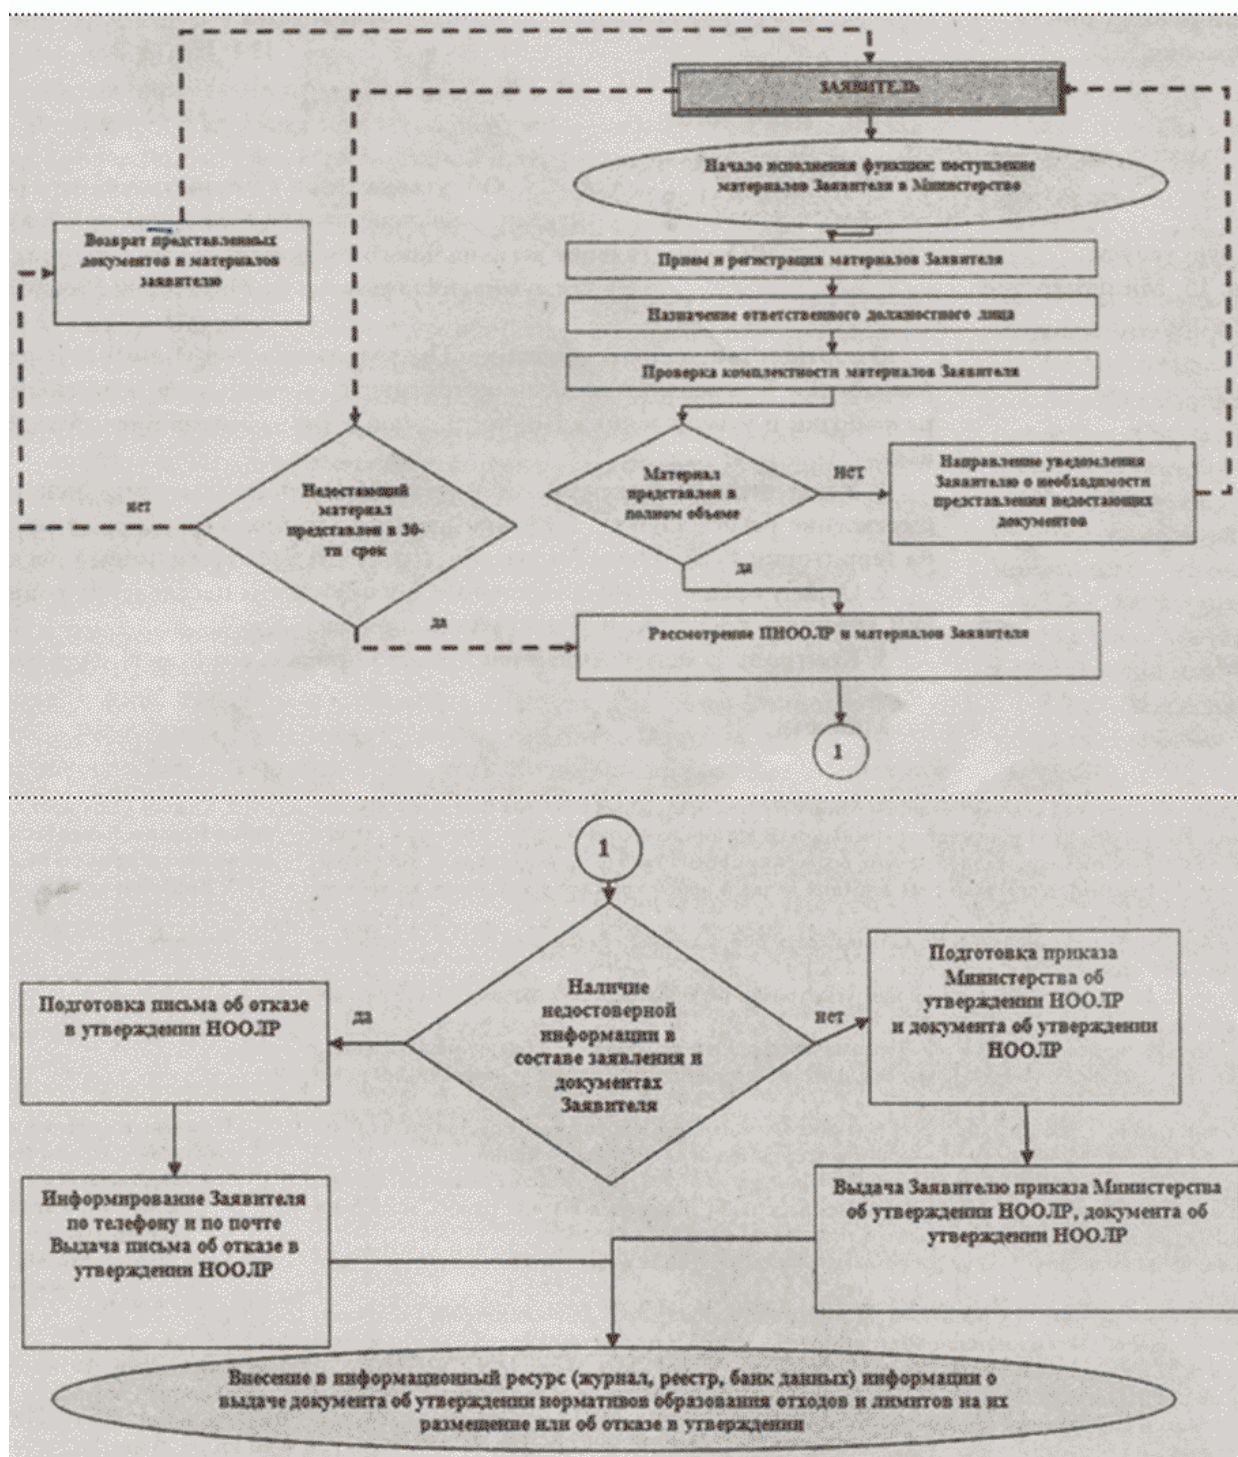 ЗАЯВИТЕЛЬ
Начало исполнения функции: поступление
материалов Заявителя в Министерство
Возврат представленных
документов и материалов
заявителю
Прием и регистрация материалов Заявителя
Назначение ответственного должностного лица
Проверка комплектности материалов Заявителя
Недостающий
материал
представлен в 30-
ти срок
нет
да
Материал
представлен в
полном объеме
нет
да
Направление уведомления
Заявителю о необходимости
представления недостающих
документов
Рассмотрение ПНООЛР и материалов Заявителя
1
1
Наличие
недостоверной
информации в
составе заявления и
документах
Заявителя
да
нет
Подготовка письма об отказе
в утверждении НООЛР
Подготовка приказа
Министерства об
утверждении НООЛР
и документа об утверждении
НООЛР
Информирование Заявителя
по телефону и по почте
Выдача письма об отказе в
утверждении НООЛР
Выдача Заявителю приказа Министерства
об утверждении НООЛР, документа об
утверждении НООЛР
Внесение в информационный ресурс (журнал, реестр, банк данных) информации о
выдаче документа об утверждении нормативов образования отходов и лимитов на их
размещение или об отказе в утверждении